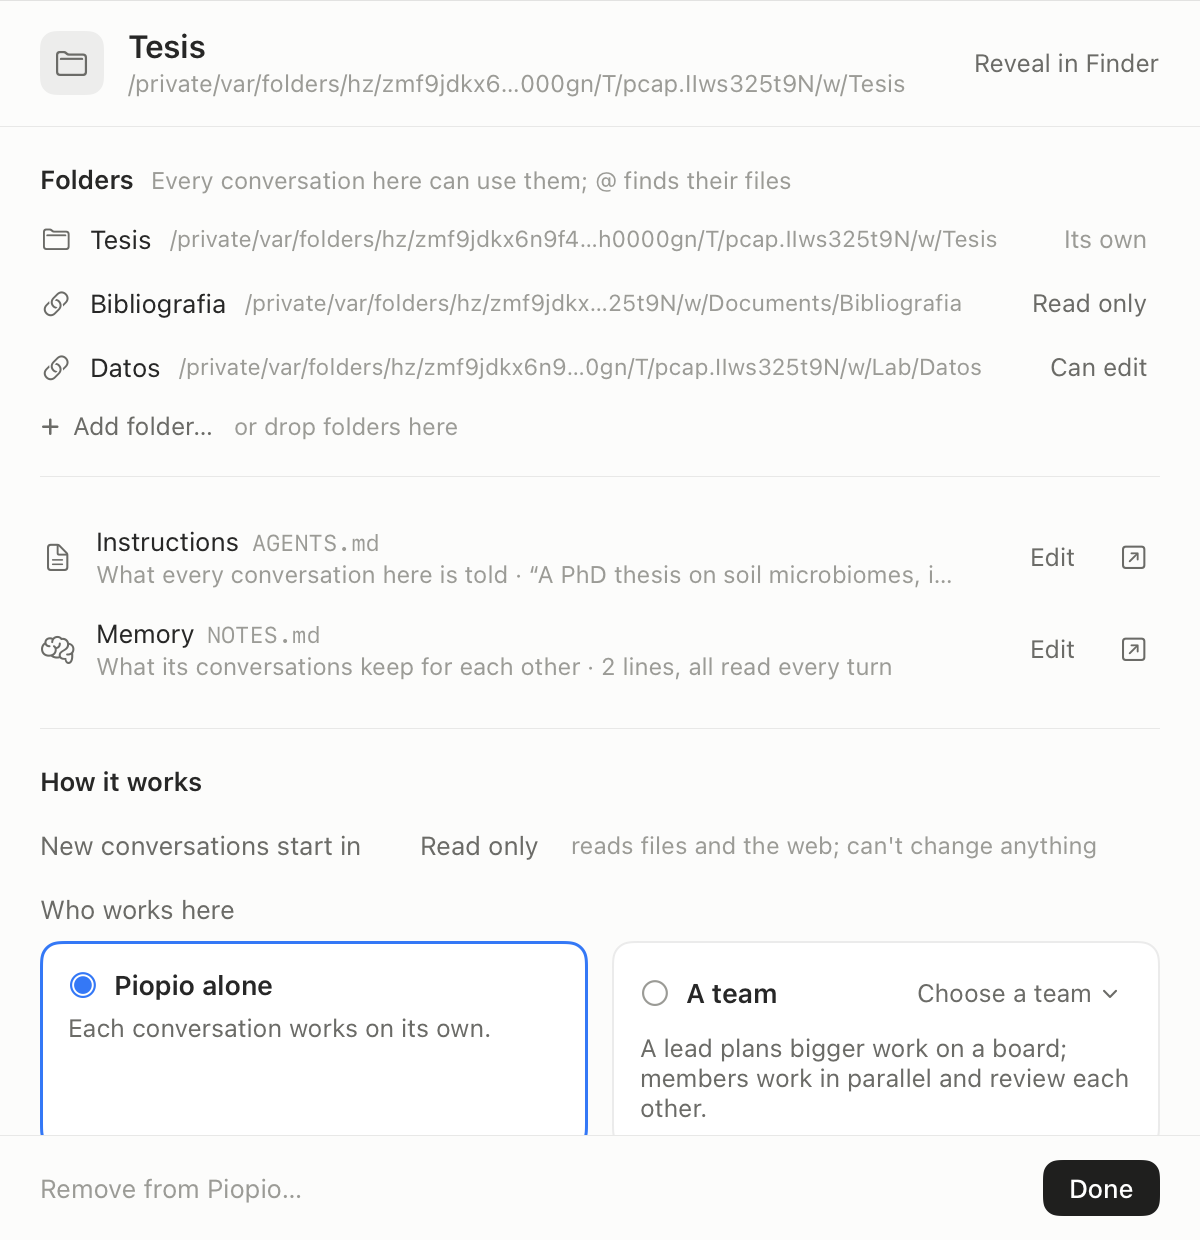 Tesis
/private/var/folders/hz/zmf9jdkx6...000gn/T/pcap.IIws325t9N/w/Tesis
Reveal in Finder
Folders Every conversation here can use them; @ finds their files
Tesis /private/var/folders/hz/zmf9jdkx6n9f4...h0000gn/T/pcap.IIws325t9N/w/Tesis Its own
Bibliografia /private/var/folders/hz/zmf9jdkx...25t9N/w/Documents/Bibliografia Read only
Datos /private/var/folders/hz/zmf9jdkx6n9...0gn/T/pcap.IIws325t9N/w/Lab/Datos Can edit
+ Add folder... or drop folders here
Instructions AGENTS.md
What every conversation here is told · “A PhD thesis on soil microbiomes, i...
Edit
Memory NOTES.md
What its conversations keep for each other · 2 lines, all read every turn
Edit
How it works
New conversations start in Read only reads files and the web; can't change anything
Who works here
Piopio alone
Each conversation works on its own.
A team Choose a team
A lead plans bigger work on a board;
members work in parallel and review each
other.
Remove from Piopio...
Done